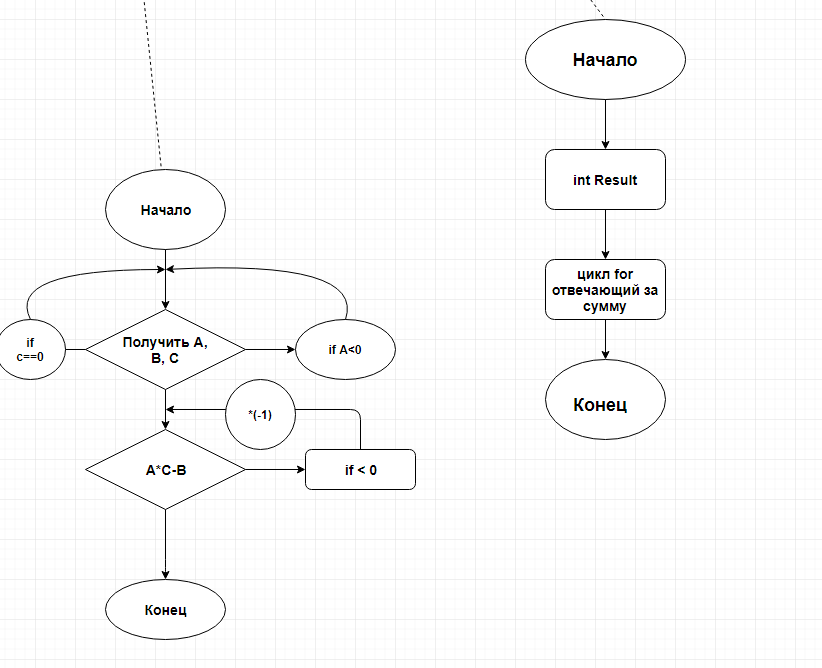 Начало
int Result
цикл for
отвечающий за
сумму
Конец
Начало
if
c==0
Получить A,
B, C
if A<0
*(-1)
A*C-B
if < 0
Конец